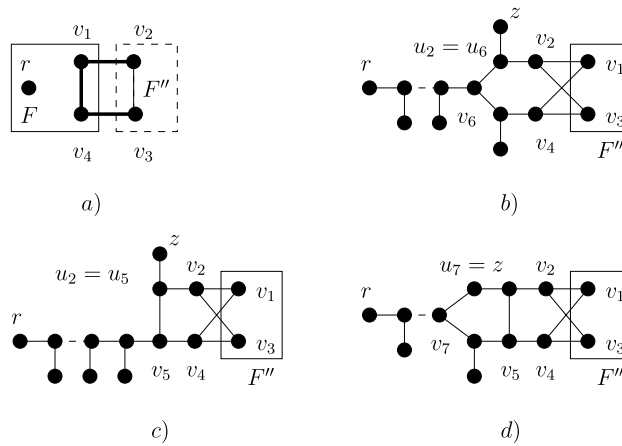 v₁ v₂
r
F F''
v₄ v₃
a)
z
u₂ = u₆ v₂
r v₁
v₆ v₄ v₃
F''
b)
z
u₂ = u₅ v₂
v₁
r
v₅ v₄ v₃
F''
c)
u₇ = z v₂
r v₁
v₇ v₅ v₄ v₃
F''
d)